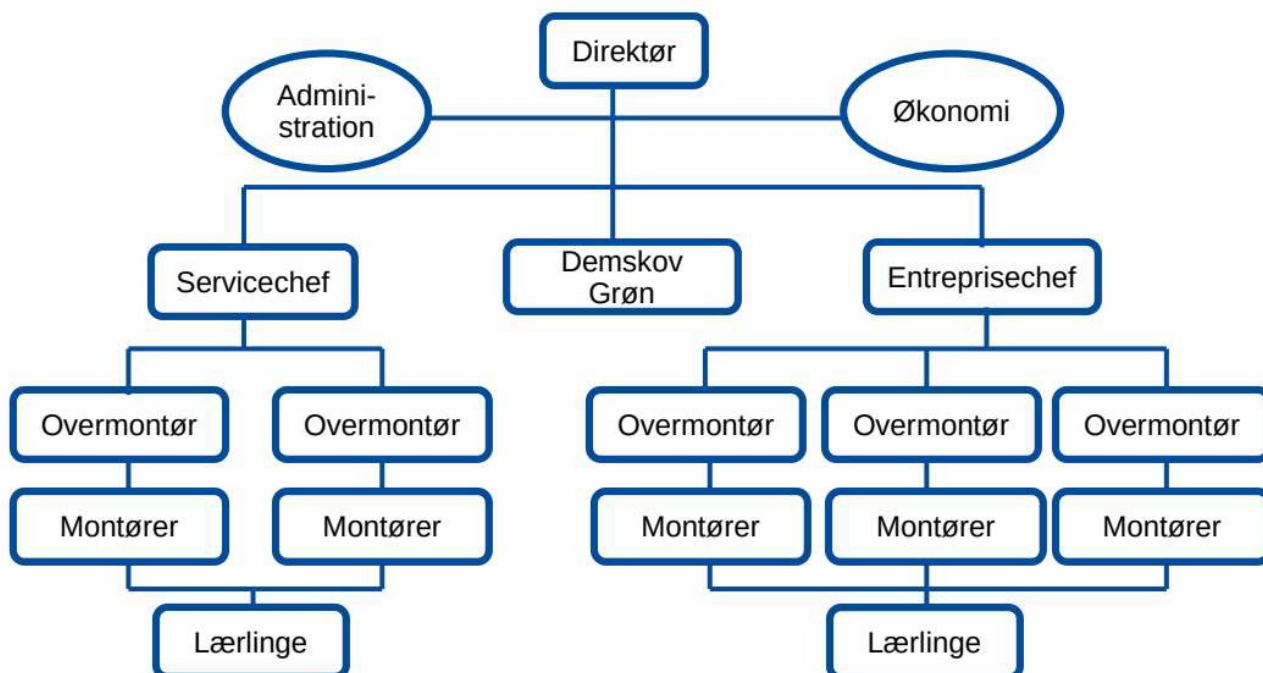 Direktør
Admini-
stration
Økonomi
Servicechef
Demskov
Grøn
Entreprisechef
Overmontør
Overmontør
Overmontør
Overmontør
Overmontør
Montører
Montører
Montører
Montører
Montører
Lærlinge
Lærlinge